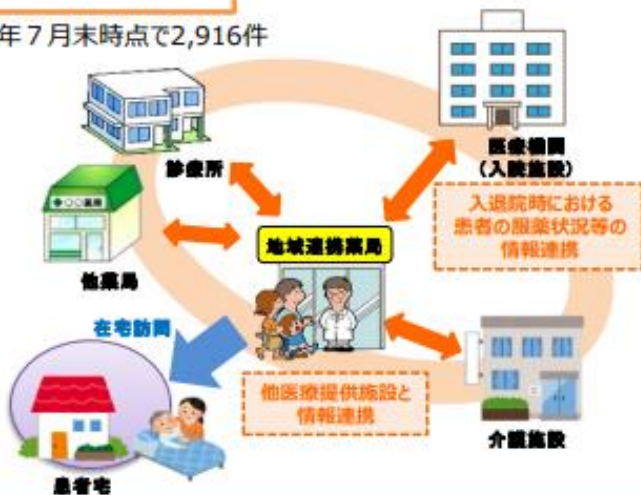 年７月末時点で2,916件
診療所
医療機関
（入院施設）
入退院時における
患者の服薬状況等の
情報連携
他薬局
地域連携薬局
在宅訪問
他医療提供施設と
情報連携
介護施設
患者宅